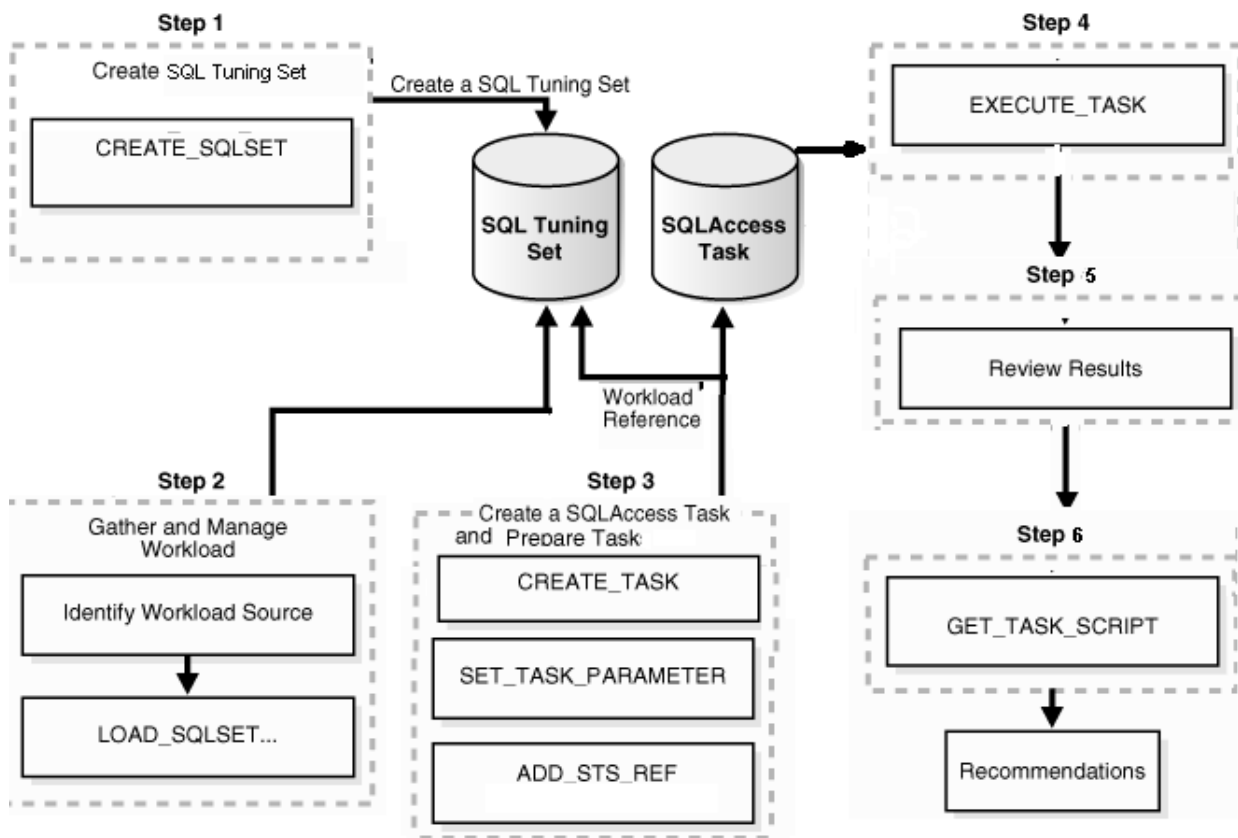 Step 1
Create SQL Tuning Set
CREATE_SQLSET
Create a SQL Tuning Set
SQL Tuning
Set
SQLAccess
Task
Workload
Reference
Step 2
Gather and Manage
Workload
Identify Workload Source
LOAD_SQLSET...
Step 3
Create a SQLAccess Task
and Prepare Task
CREATE_TASK
SET_TASK_PARAMETER
ADD_STS_REF
Step 4
EXECUTE_TASK
Step 5
Review Results
Step 6
GET_TASK_SCRIPT
Recommendations